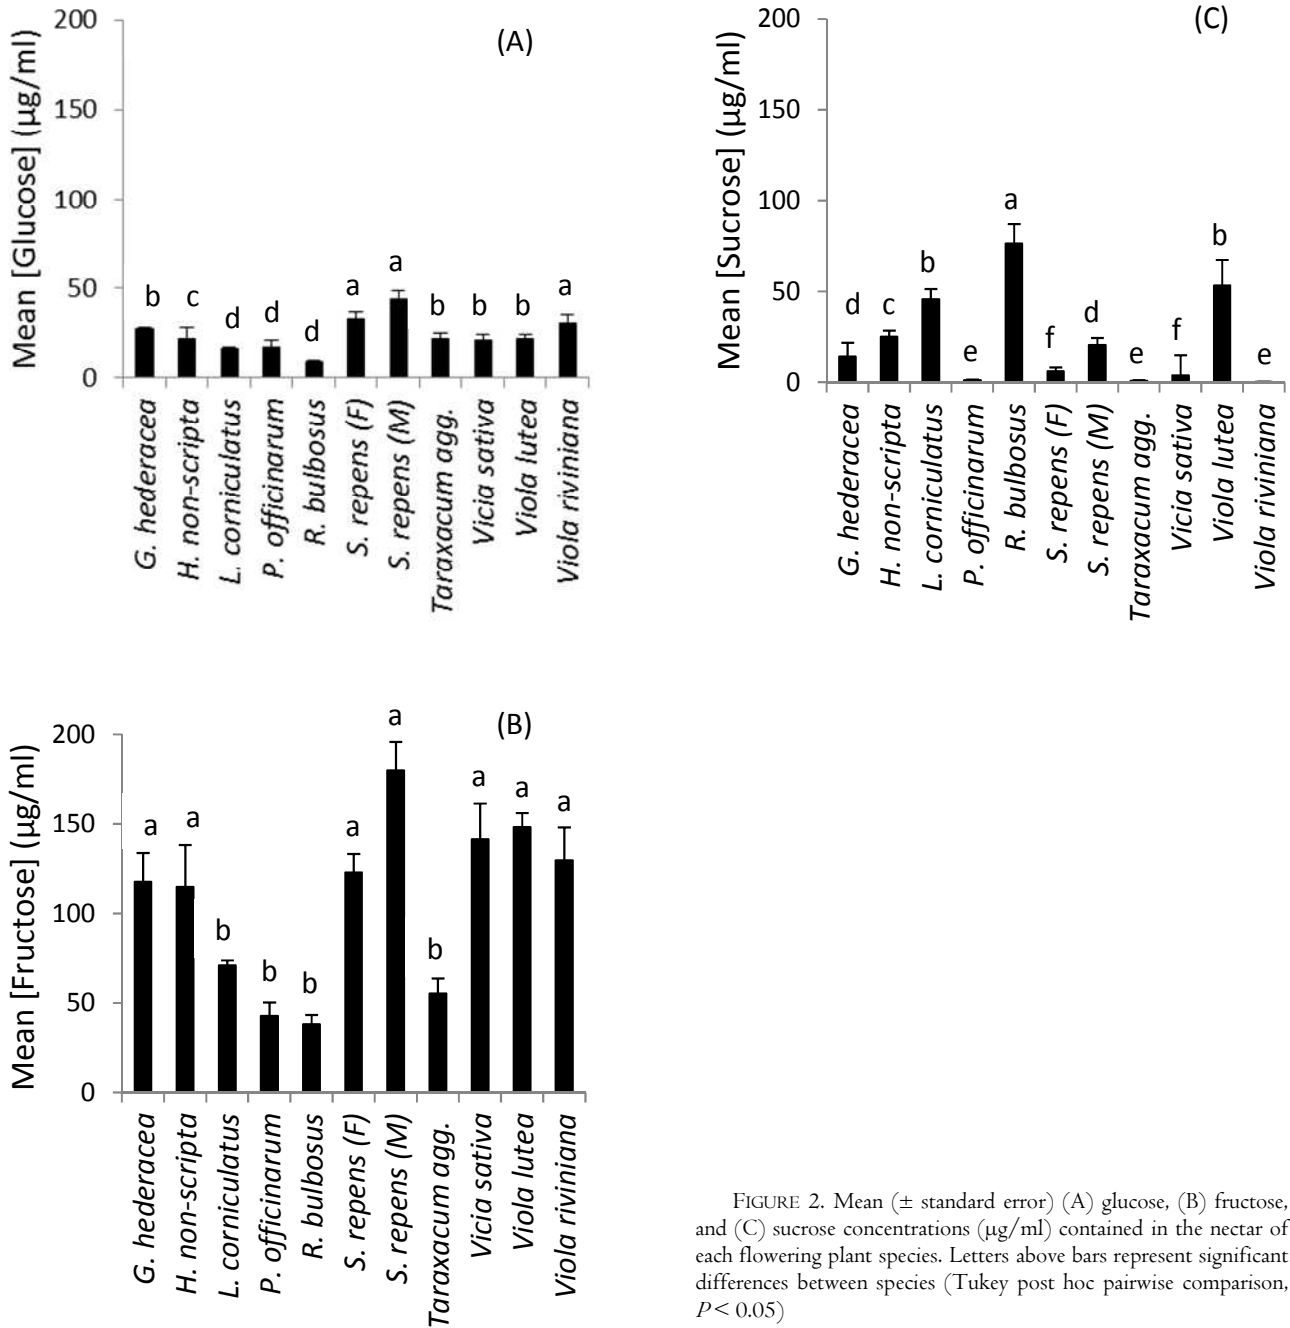 (A)
Mean [Glucose] (µg/ml)
200
150
100
50
0
b c d d d a a b b b a
G. hederacea
H. non-scripta
L. corniculatus
P. officinarum
R. bulbosus
S. repens (F)
S. repens (M)
Taraxacum agg.
Vicia sativa
Viola lutea
Viola riviniana
(C)
Mean [Sucrose] (µg/ml)
200
150
100
50
0
d c b e a f d e f b e
G. hederacea
H. non-scripta
L. corniculatus
P. officinarum
R. bulbosus
S. repens (F)
S. repens (M)
Taraxacum agg.
Vicia sativa
Viola lutea
Viola riviniana
(B)
Mean [Fructose] (µg/ml)
200
150
100
50
0
a a b b b a a b a a a
G. hederacea
H. non-scripta
L. corniculatus
P. officinarum
R. bulbosus
S. repens (F)
S. repens (M)
Taraxacum agg.
Vicia sativa
Viola lutea
Viola riviniana
FIGURE 2. Mean (± standard error) (A) glucose, (B) fructose,
and (C) sucrose concentrations (µg/ml) contained in the nectar of
each flowering plant species. Letters above bars represent significant
differences between species (Tukey post hoc pairwise comparison,
P< 0.05)